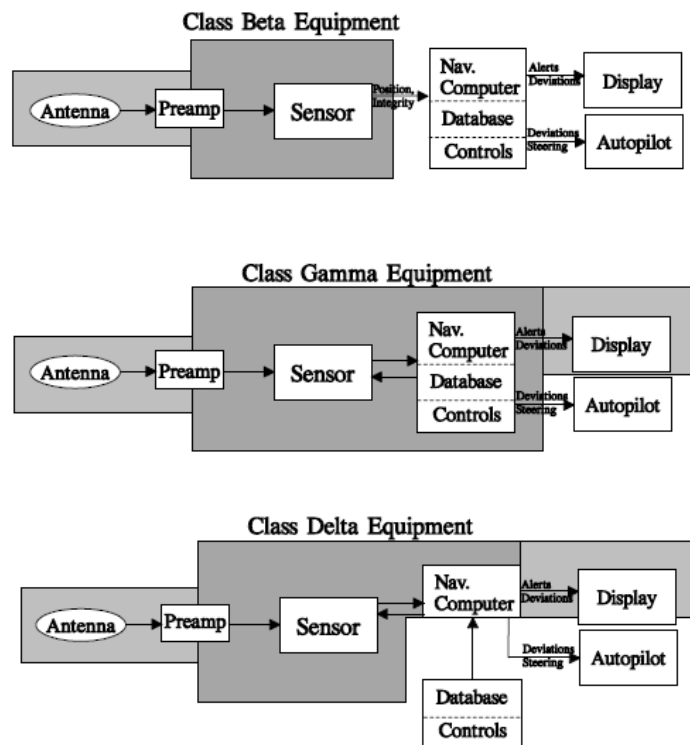 Class Beta Equipment
Antenna
Preamp
Sensor
Position,
Integrity
Nav.
Computer
Database
Controls
Alerts
Deviations
Display
Deviations
Steering
Autopilot
Class Gamma Equipment
Antenna
Preamp
Sensor
Nav.
Computer
Database
Controls
Alerts
Deviations
Display
Deviations
Steering
Autopilot
Class Delta Equipment
Antenna
Preamp
Sensor
Nav.
Computer
Alerts
Deviations
Display
Deviations
Steering
Autopilot
Database
Controls